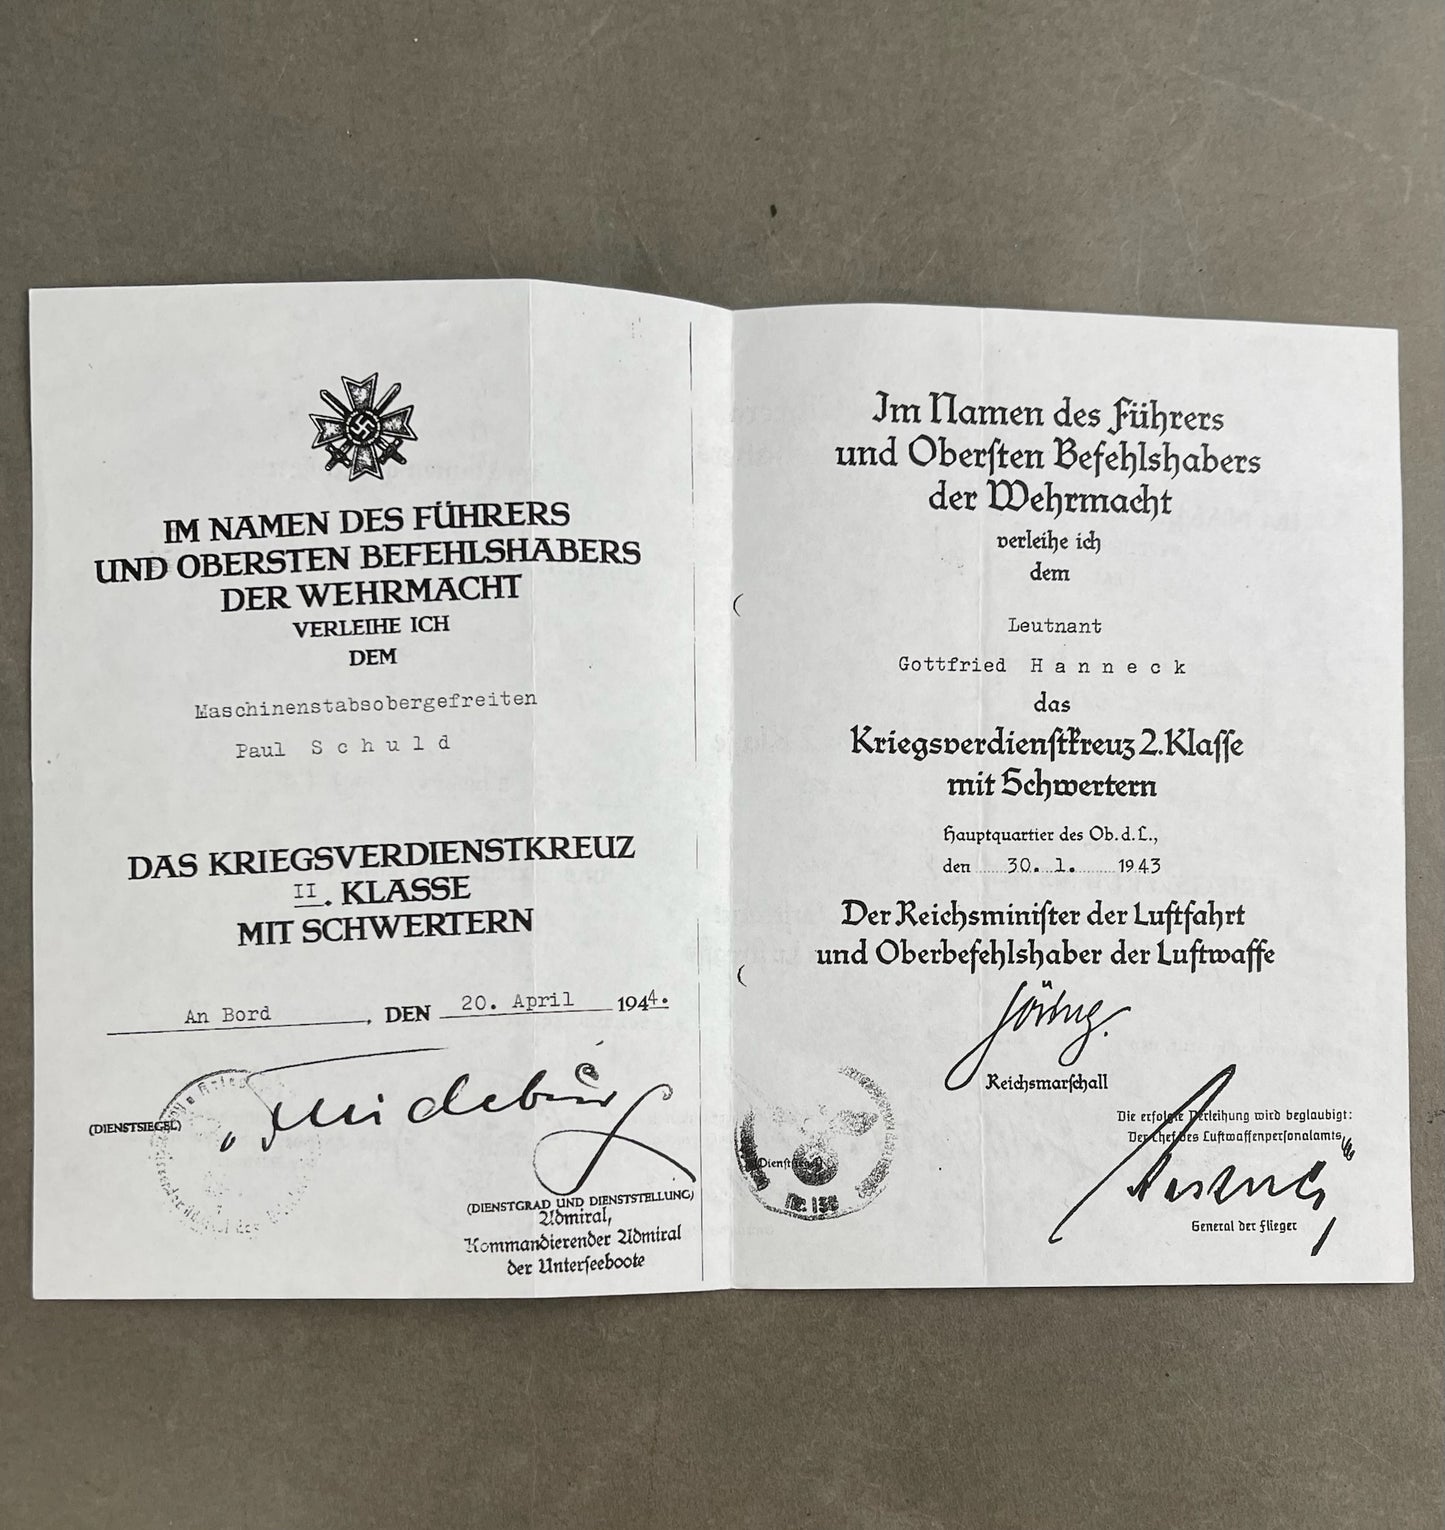 IM NAMEN DES FÜHRERS
UND OBERSTEN BEFEHLSHABERS
DER WEHRMACHT
VERLEIHE ICH
DEM
Maschinenstabsobergefreiten
Paul S c h u l d
DAS KRIEGSVERDIENSTKREUZ
II. KLASSE
MIT SCHWERTERN
An Bord, DEN 20. April 1944.
(DIENSTSIEGEL)
(DIENSTGRAD UND DIENSTSTELLUNG)
Admiral,
Kommandierender Admiral
der Unterseeboote
Im Namen des Führers
und Obersten Befehlshabers
der Wehrmacht
verleihe ich
dem
Leutnant
Gottfried H a n n e c k
das
Kriegsverdienstkreuz 2. Klasse
mit Schwertern
Hauptquartier des Ob. d. L.,
den 30. 1. 1943
Der Reichsminister der Luftfahrt
und Oberbefehlshaber der Luftwaffe
Göring.
Reichsmarschall
Die erfolgte Verleihung wird beglaubigt:
Der Chef des Luftwaffenpersonalamts
General der Flieger